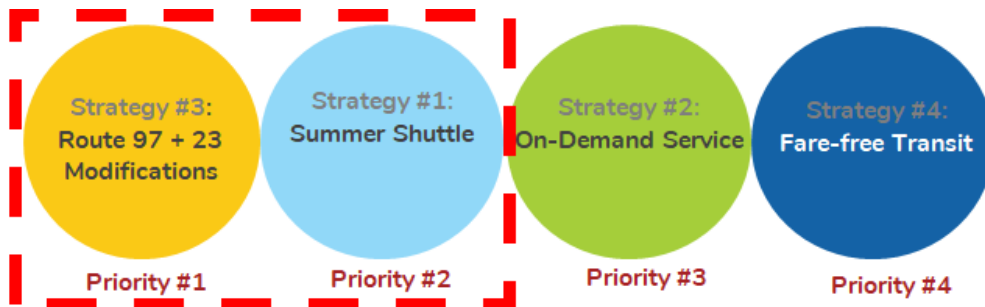 Strategy #3:
Route 97 + 23
Modifications
Priority #1
Strategy #1:
Summer Shuttle
Priority #2
Strategy #2:
On-Demand Service
Priority #3
Strategy #4:
Fare-free Transit
Priority #4